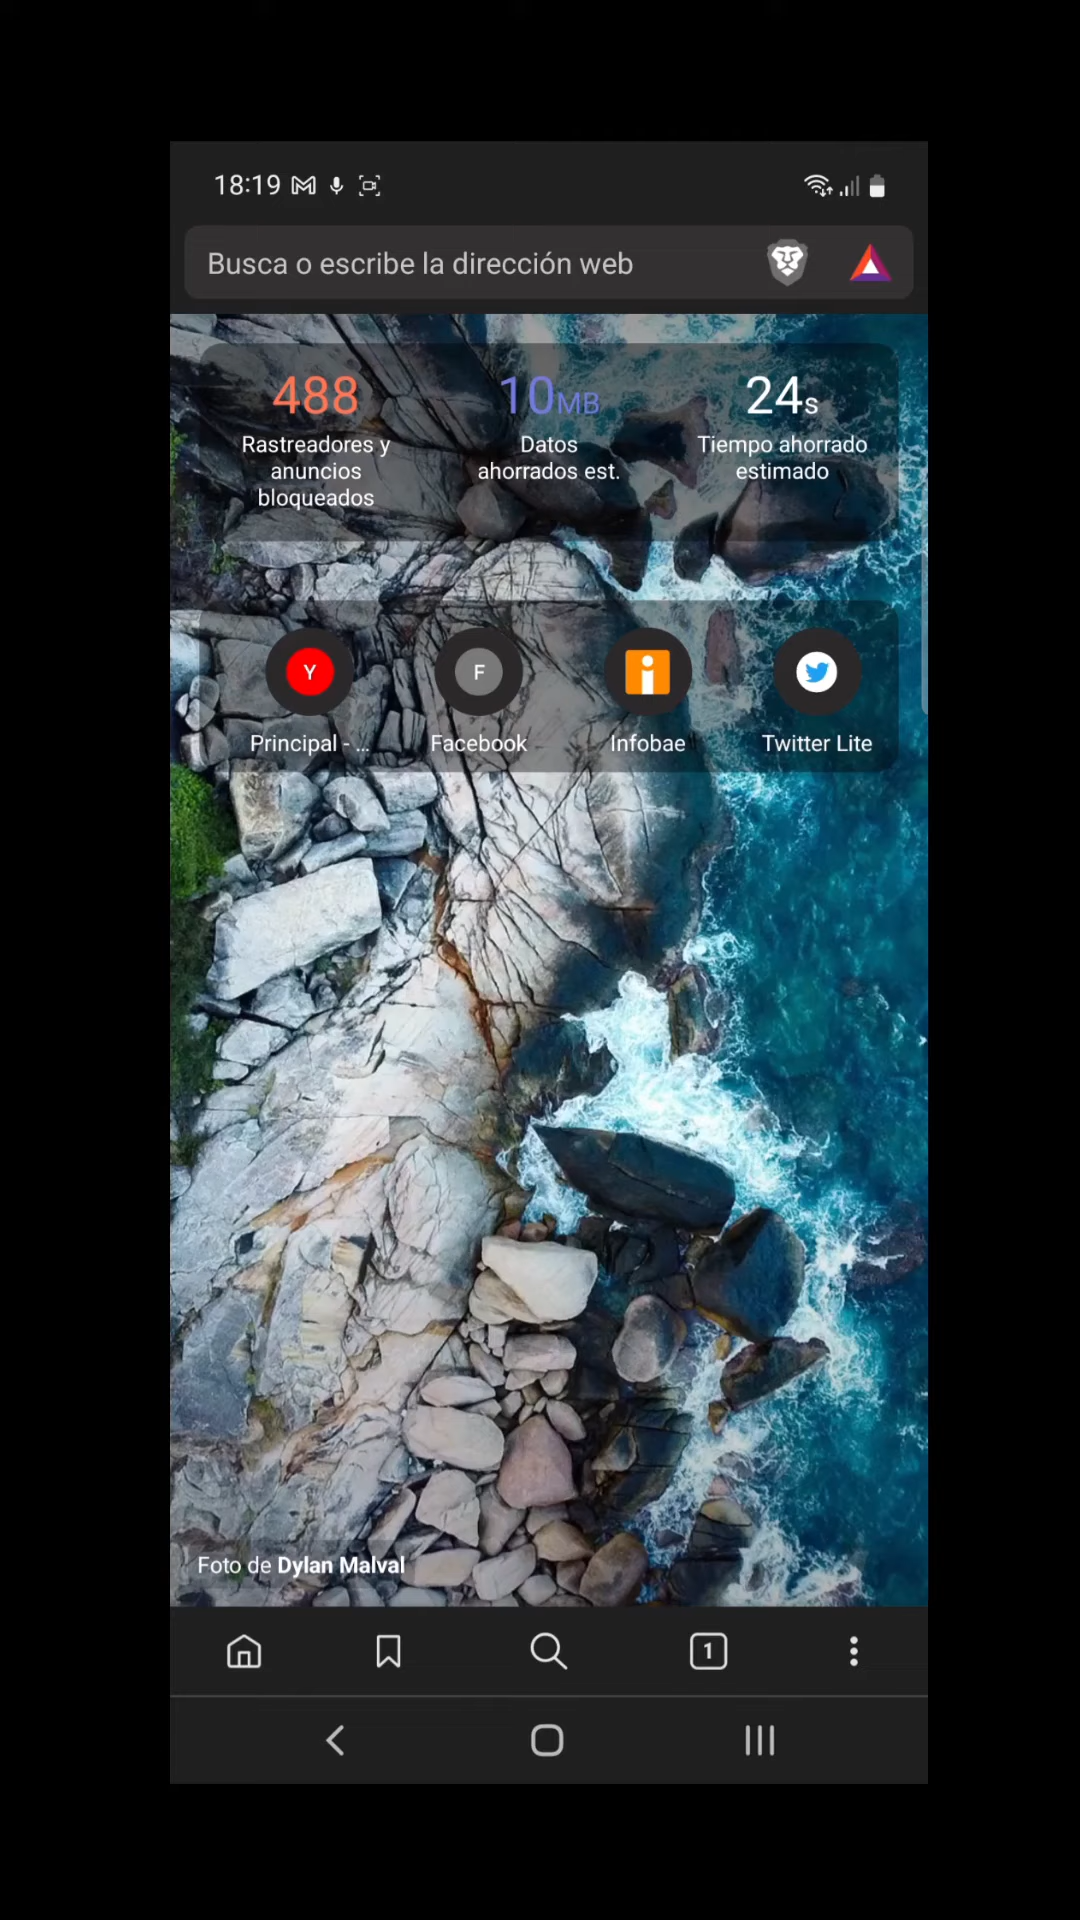 18:19
Busca o escribe la dirección web
488
10MB
24s
Rastreadores y
anuncios
bloqueados
Datos
ahorrados est.
Tiempo ahorrado
estimado
Y
F
Principal - ...
Facebook
Infobae
Twitter Lite
Foto de Dylan Malval
1